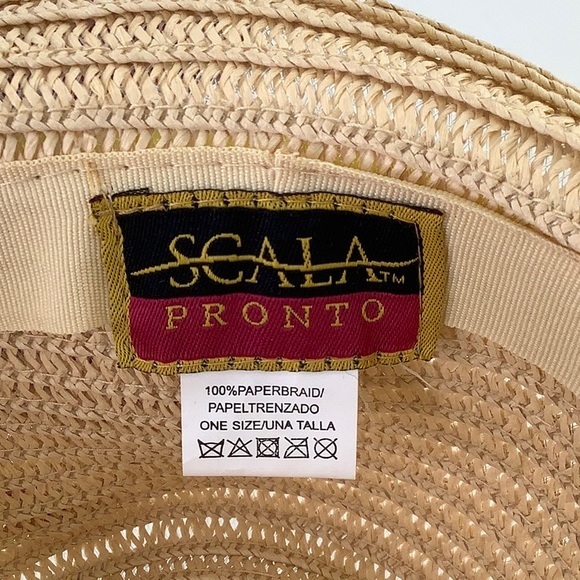 SCALA™
PRONTO
100%PAPERBRAID/
PAPELTRENZADO
ONE SIZE/UNA TALLA